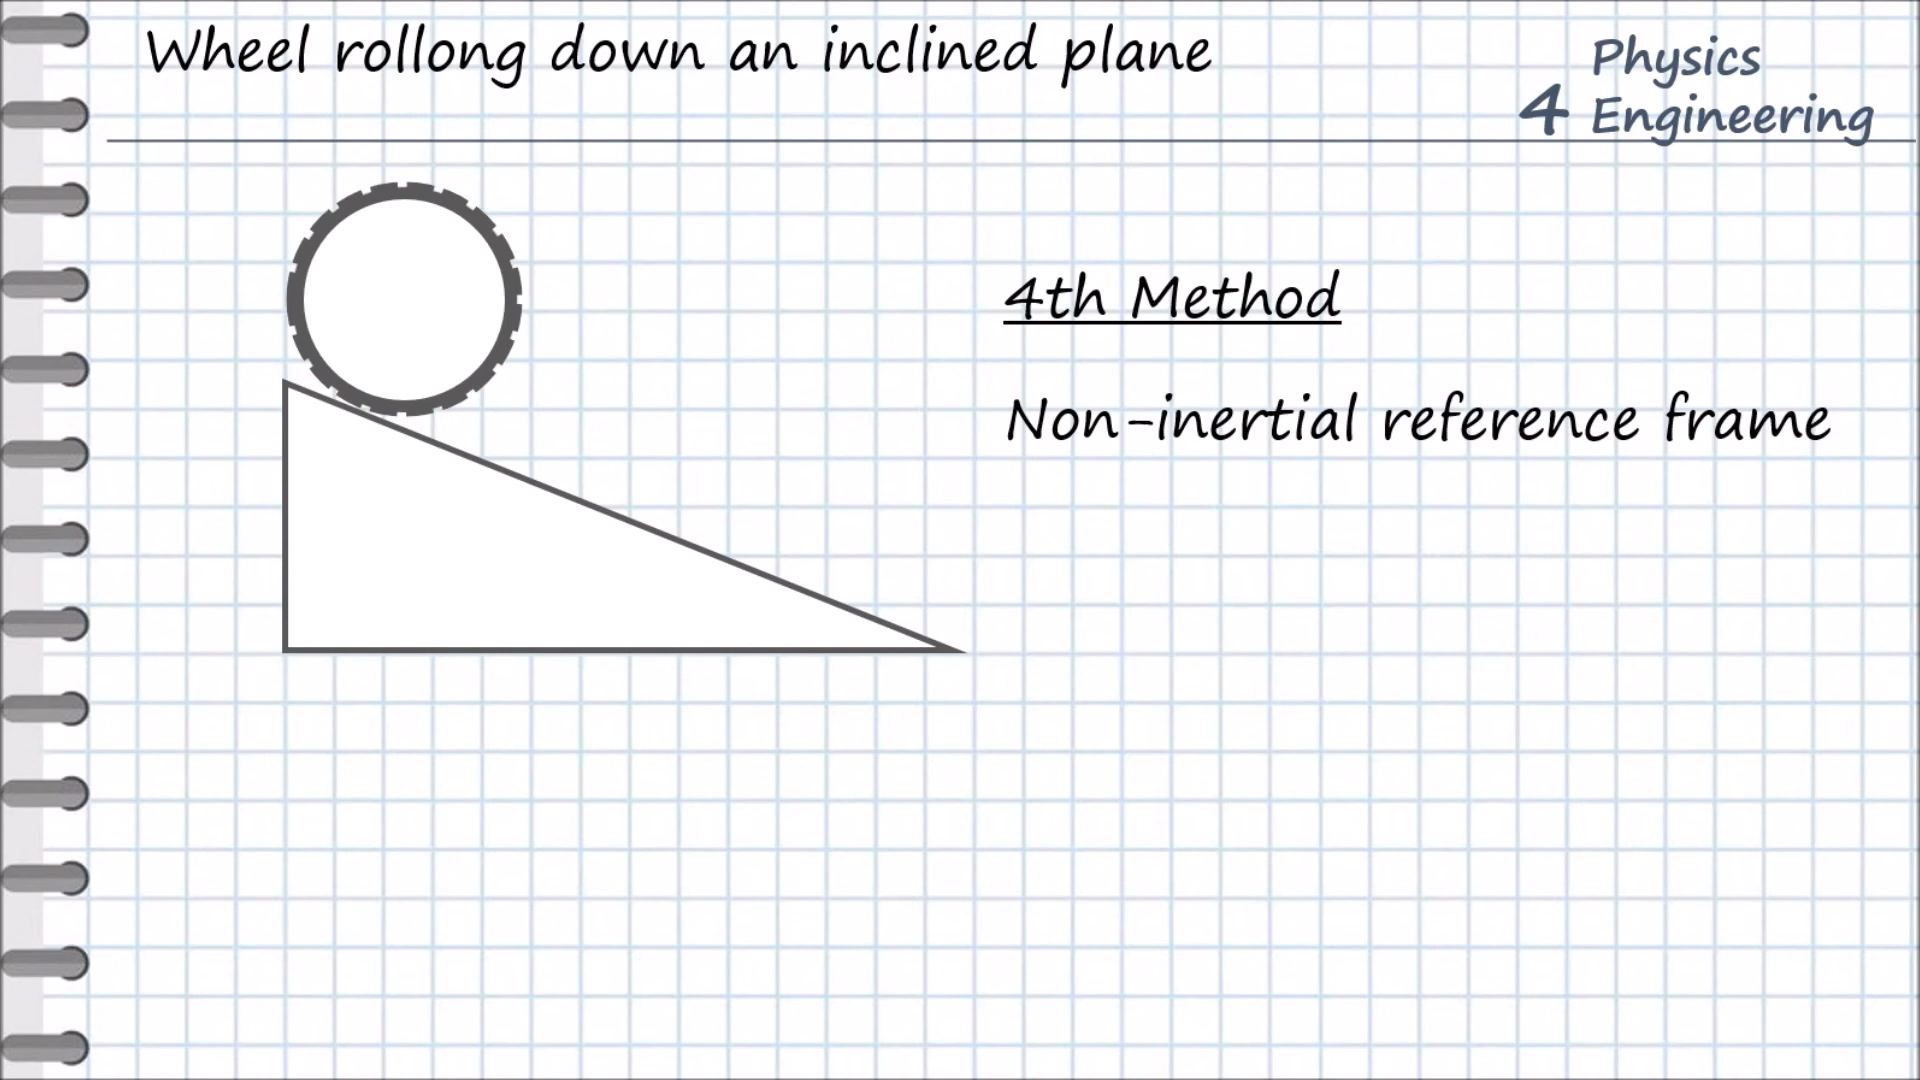 Wheel rollong down an inclined plane
Physics
4 Engineering
4th Method
Non-inertial reference frame